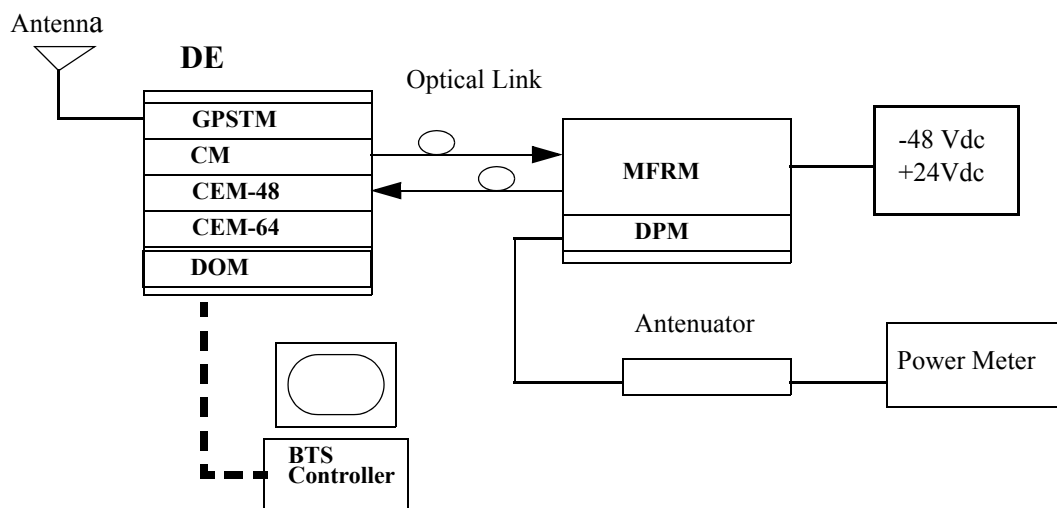 Antenna
DE
GPSTM
CM
CEM-48
CEM-64
DOM
Optical Link
MFRM
DPM
-48 Vdc
+24Vdc
Antenuator
Power Meter
BTS
Controller